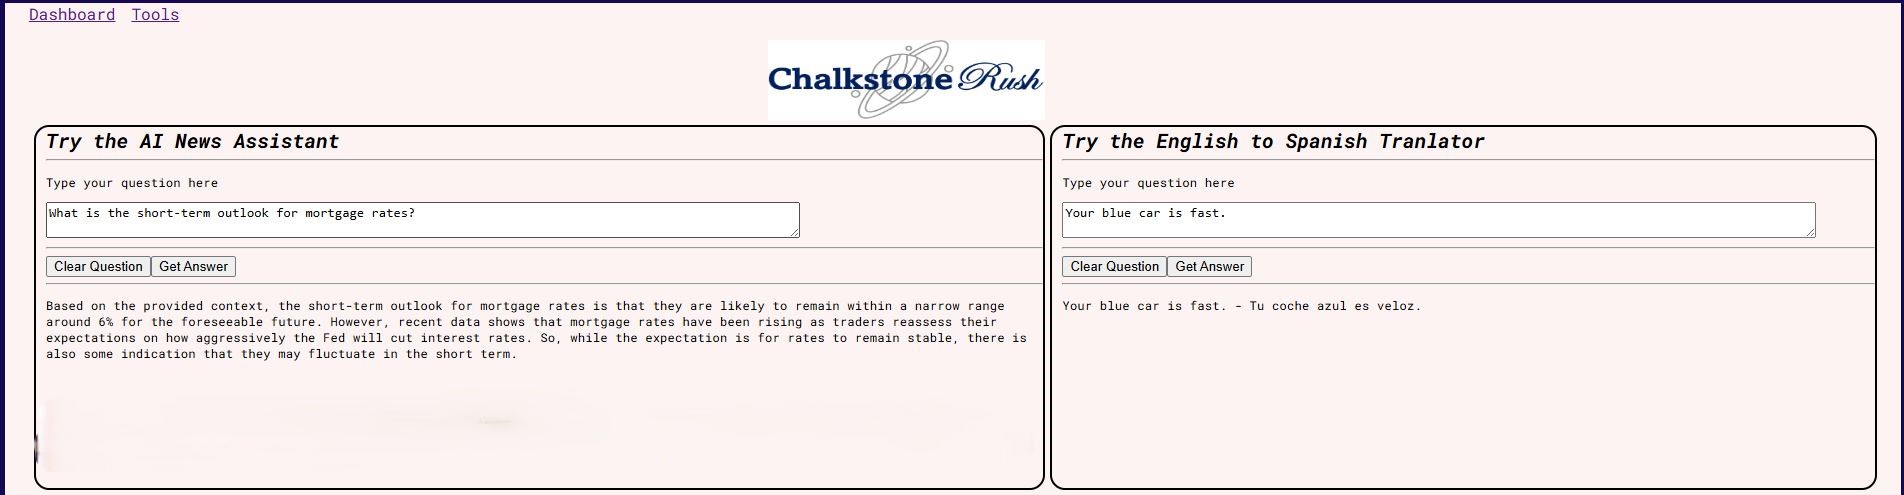 Dashboard Tools
Chalkstone Rush
Try the AI News Assistant
Type your question here
What is the short-term outlook for mortgage rates?
Clear Question Get Answer
Based on the provided context, the short-term outlook for mortgage rates is that they are likely to remain within a narrow range
around 6% for the foreseeable future. However, recent data shows that mortgage rates have been rising as traders reassess their
expectations on how aggressively the Fed will cut interest rates. So, while the expectation is for rates to remain stable, there is
also some indication that they may fluctuate in the short term.
Try the English to Spanish Tranlator
Type your question here
Your blue car is fast.
Clear Question Get Answer
Your blue car is fast. - Tu coche azul es veloz.